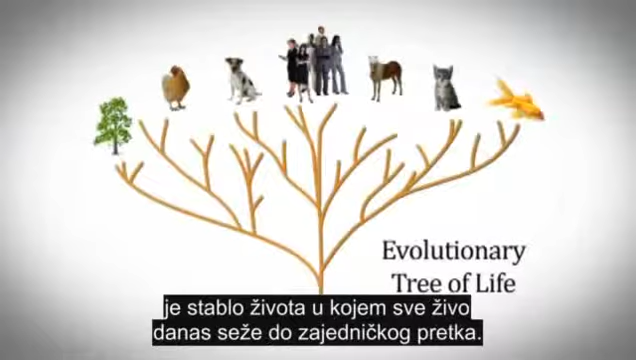 Evolutionary
Tree of Life
je stablo života u kojem sve živo
danas seže do zajedničkog pretka.